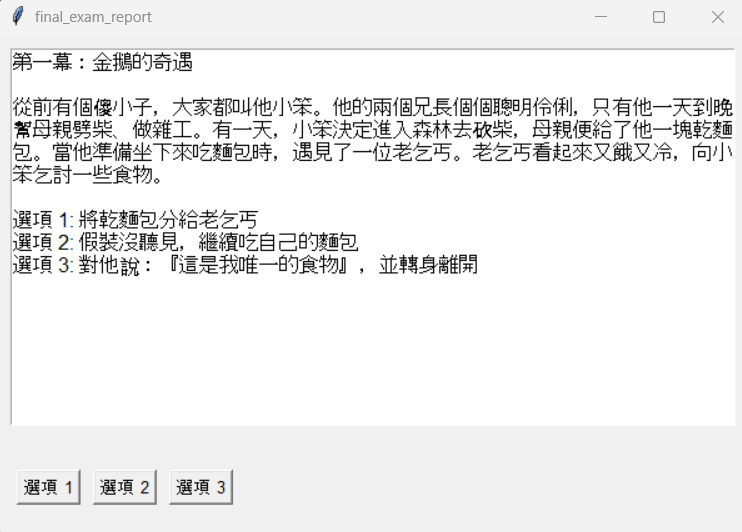 final_exam_report
第一幕：金鵝的奇遇
從前有個傻小子，大家都叫他小笨。他的兩個兄長個個聰明伶俐，只有他一天到晚
幫母親劈柴、做雜工。有一天，小笨決定進入森林去砍柴，母親便給了他一塊乾麵
包。當他準備坐下來吃麵包時，遇見了一位老乞丐。老乞丐看起來又餓又冷，向小
笨乞討一些食物。
選項 1: 將乾麵包分給老乞丐
選項 2: 假裝沒聽見，繼續吃自己的麵包
選項 3: 對他說：『這是我唯一的食物』，並轉身離開
選項 1 選項 2 選項 3